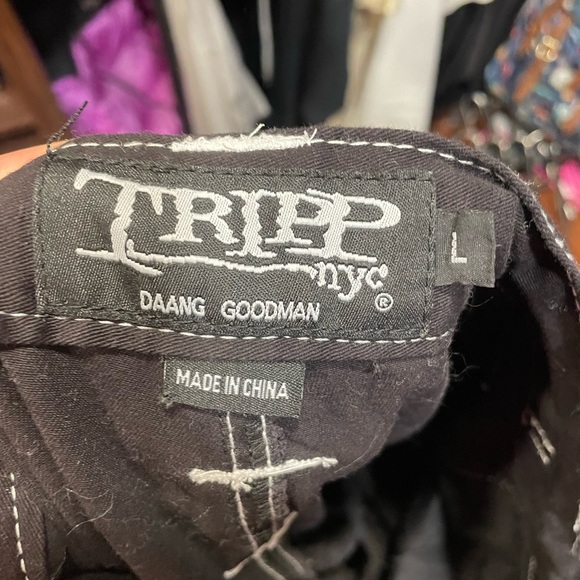 TRIPP
nyc ®
DAANG GOODMAN
L
MADE IN CHINA